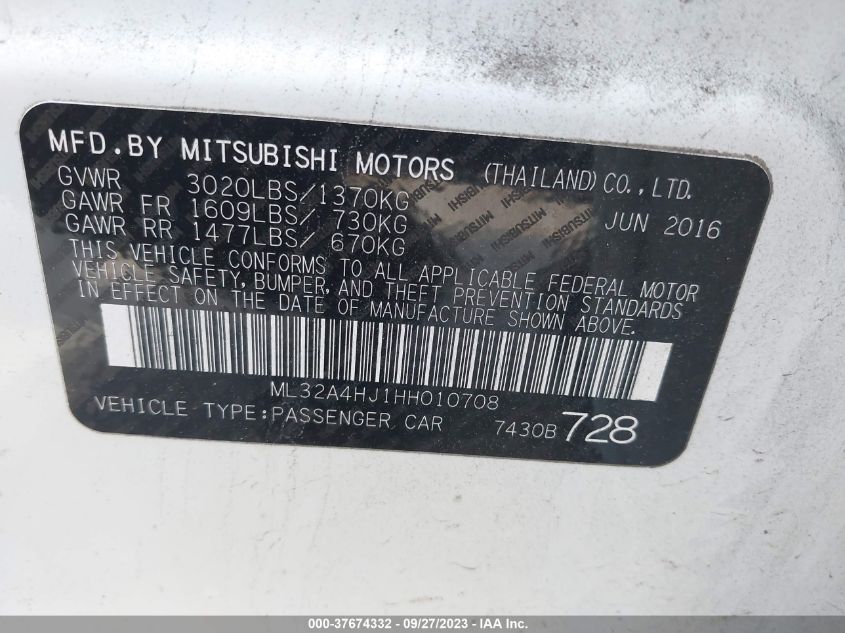 MFD.BY MITSUBISHI MOTORS (THAILAND) CO.,LTD.
GVWR 3020LBS/1370KG JUN 2016
GAWR FR 1609LBS/ 730KG
GAWR RR 1477LBS/ 670KG
THIS VEHICLE CONFORMS TO ALL APPLICABLE FEDERAL MOTOR
VEHICLE SAFETY, BUMPER, AND THEFT PREVENTION STANDARDS
IN EFFECT ON THE DATE OF MANUFACTURE SHOWN ABOVE.
ML32A4HJ1HH010708
VEHICLE TYPE:PASSENGER CAR 7430B 728
000-37674332 - 09/27/2023 - IAA Inc.